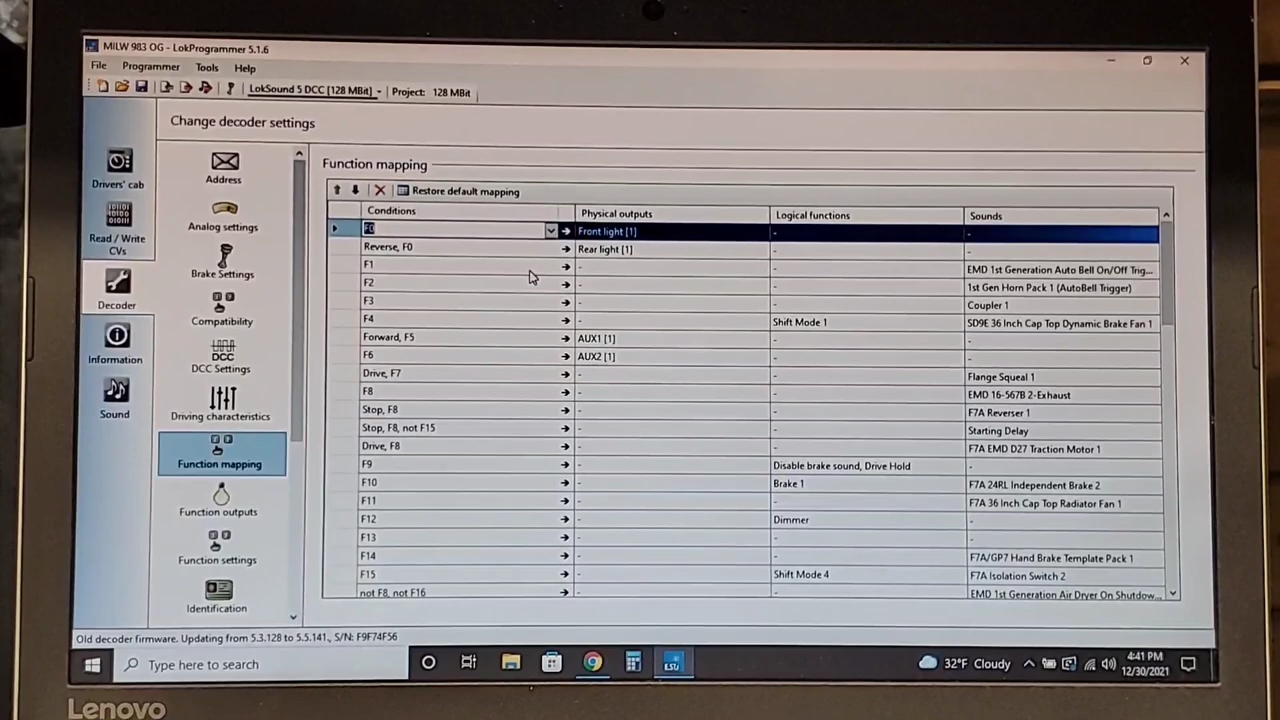 MILW 983 OG - LokProgrammer 5.1.6
File Programmer Tools Help
LokSound 5 DCC [128 MBit] Project: 128 MBit
Change decoder settings
Drivers' cab
Read / Write
CVs
Decoder
Information
Sound
Address
Analog settings
Brake Settings
Compatibility
DCC
DCC Settings
Driving characteristics
Function mapping
Function outputs
Function settings
Identification
Function mapping
Restore default mapping
Conditions Physical outputs Logical functions Sounds
F0 Front light [1] - -
Reverse, F0 Rear light [1] - -
F1 - - EMD 1st Generation Auto Bell On/Off Trig...
F2 - - 1st Gen Horn Pack 1 (AutoBell Trigger)
F3 - - Coupler 1
F4 - Shift Mode 1 SD9E 36 Inch Cap Top Dynamic Brake Fan 1
Forward, F5 AUX1 [1] - -
F6 AUX2 [1] - -
Drive, F7 - - Flange Squeal 1
F8 - - EMD 16-567B 2-Exhaust
Stop, F8 - - F7A Reverser 1
Stop, F8, not F15 - - Starting Delay
Drive, F8 - - F7A EMD D27 Traction Motor 1
F9 - Disable brake sound, Drive Hold -
F10 - Brake 1 F7A 24RL Independent Brake 2
F11 - - F7A 36 Inch Cap Top Radiator Fan 1
F12 - Dimmer -
F13 - - -
F14 - - F7A/GP7 Hand Brake Template Pack 1
F15 - Shift Mode 4 F7A Isolation Switch 2
not F8, not F16 - - EMD 1st Generation Air Dryer On Shutdow...
Old decoder firmware. Updating from 5.3.128 to 5.5.141., S/N: F9F74F56
Type here to search
ESU
32°F Cloudy
4:41 PM
12/30/2021
Lenovo